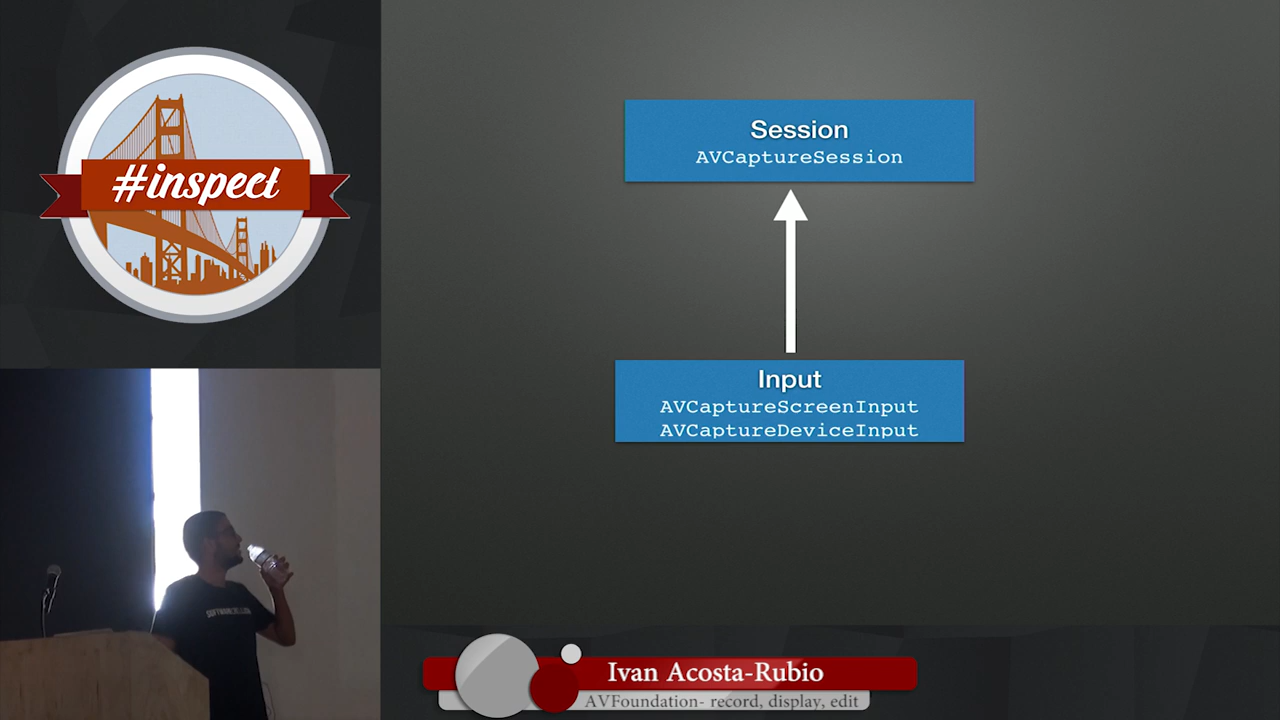 #inspect
Session
AVCaptureSession
Input
AVCaptureScreenInput
AVCaptureDeviceInput
Ivan Acosta-Rubio
AVFoundation- record, display, edit